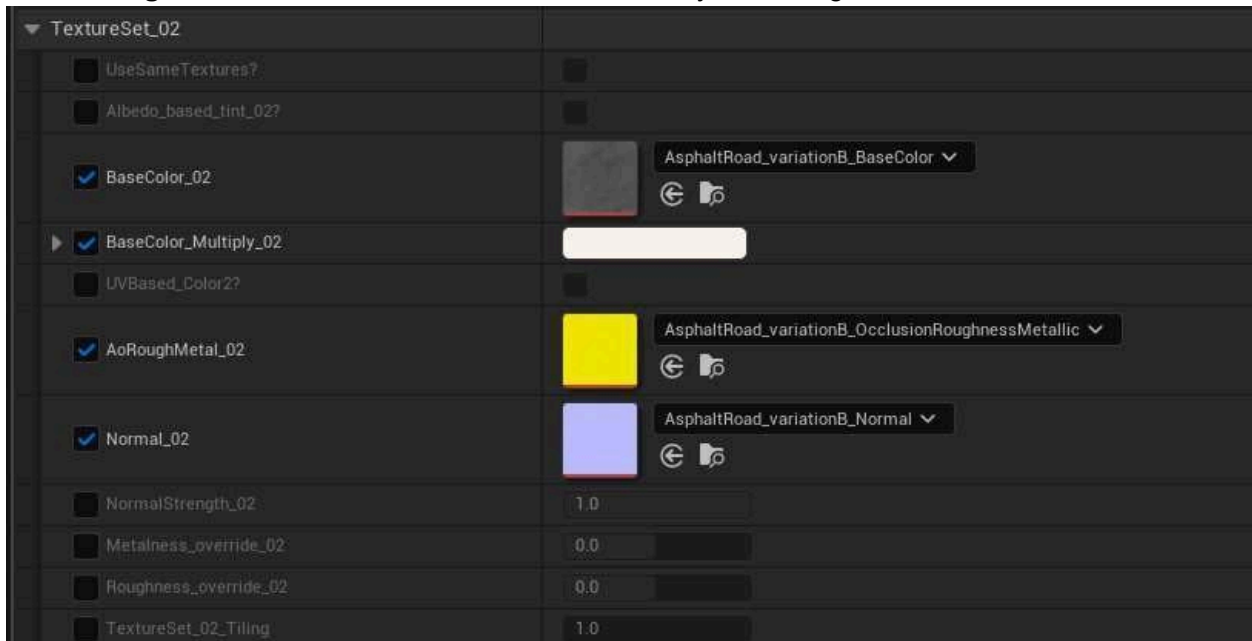 TextureSet_02
UseSameTextures?
Albedo_based_tint_02?
BaseColor_02
AsphaltRoad_variationB_BaseColor
BaseColor_Multiply_02
UVBased_Color2?
AoRoughMetal_02
AsphaltRoad_variationB_OcclusionRoughnessMetallic
Normal_02
AsphaltRoad_variationB_Normal
NormalStrength_02 1.0
Metalness_override_02 0.0
Roughness_override_02 0.0
TextureSet_02_Tiling 1.0